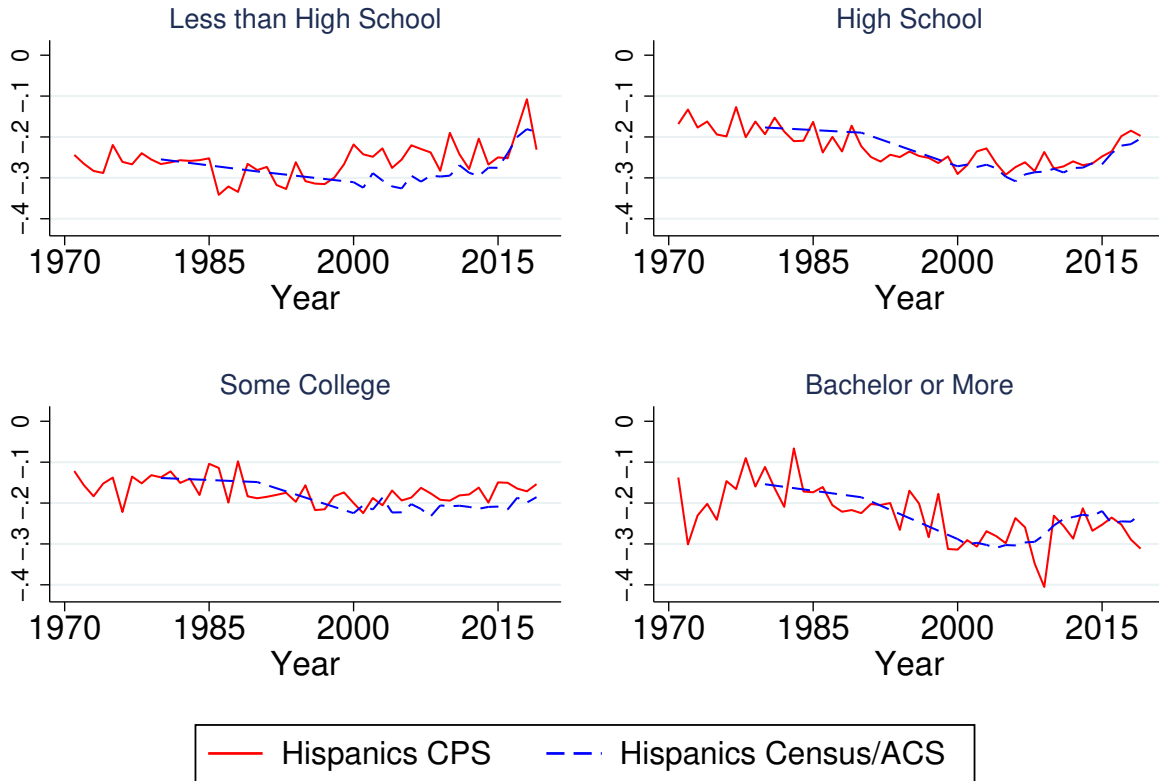 Less than High School
0
-.1
-.2
-.3
-.4
1970 1985 2000 2015
Year
High School
0
-.1
-.2
-.3
-.4
1970 1985 2000 2015
Year
Some College
0
-.1
-.2
-.3
-.4
1970 1985 2000 2015
Year
Bachelor or More
0
-.1
-.2
-.3
-.4
1970 1985 2000 2015
Year
Hispanics CPS Hispanics Census/ACS